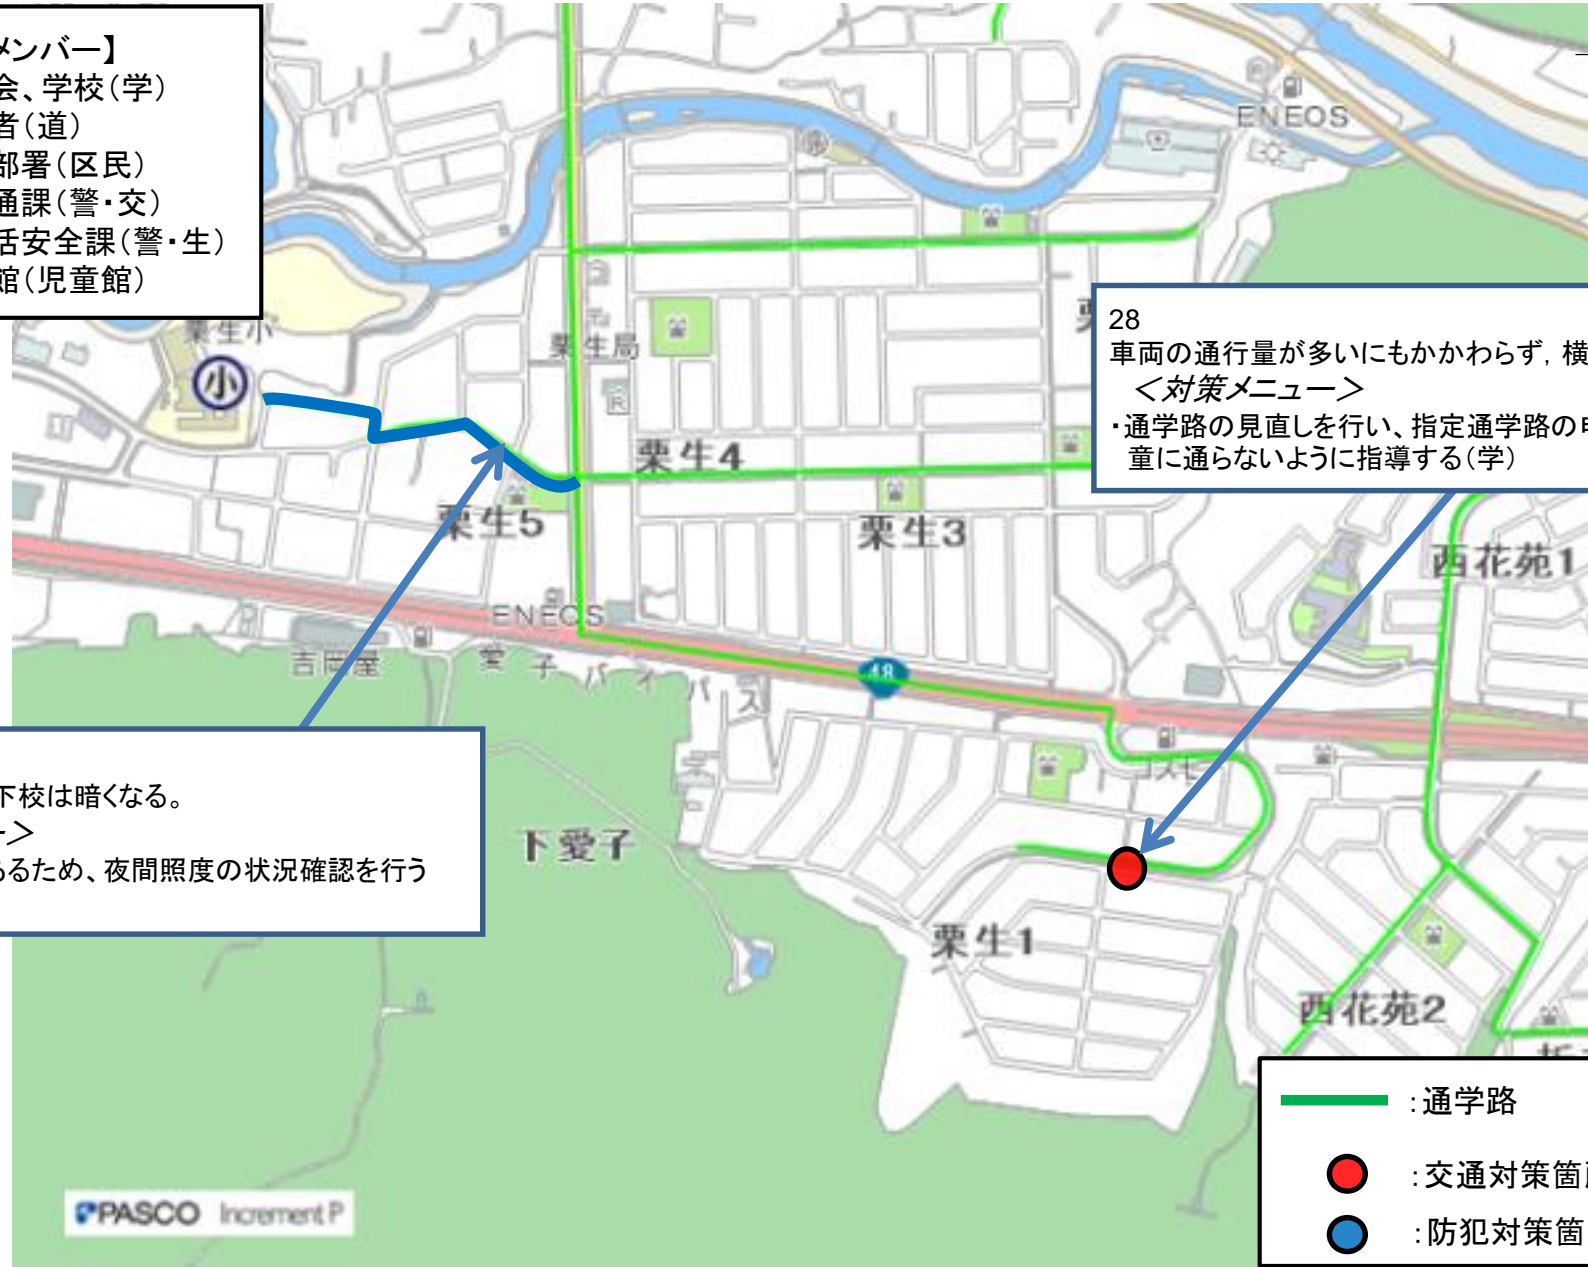 メンバー】
会、学校（学）
者（道）
部署（区民）
通課（警・交）
活安全課（警・生）
館（児童館）
ENEOS
栗生小
小
栗生局
28
車両の通行量が多いにもかかわらず，横
＜対策メニュー＞
・通学路の見直しを行い、指定通学路の
童に通らないように指導する（学）
栗生4
栗生5
栗生3
西花苑1
ENEOS
吉岡屋
愛子バイパス
48
コスモ
下校は暗くなる。
ー＞
あるため、夜間照度の状況確認を行う
下愛子
栗生1
西花苑2
：通学路
：交通対策箇
：防犯対策箇
PASCO Increment P